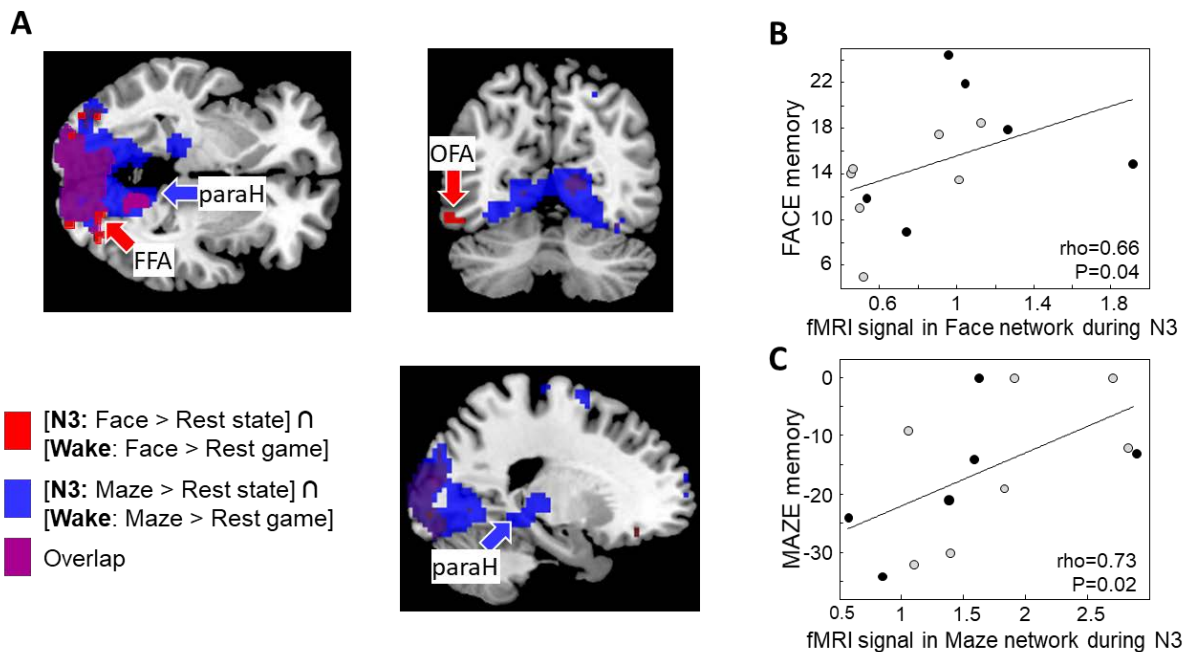 A
paraH
FFA
OFA
paraH
[N3: Face > Rest state] ∩
[Wake: Face > Rest game]
[N3: Maze > Rest state] ∩
[Wake: Maze > Rest game]
Overlap
B
FACE memory
22
18
14
10
6
rho=0.66
P=0.04
0.6 1 1.4 1.8
fMRI signal in Face network during N3
C
MAZE memory
0
-10
-20
-30
rho=0.73
P=0.02
0.5 1 1.5 2 2.5
fMRI signal in Maze network during N3